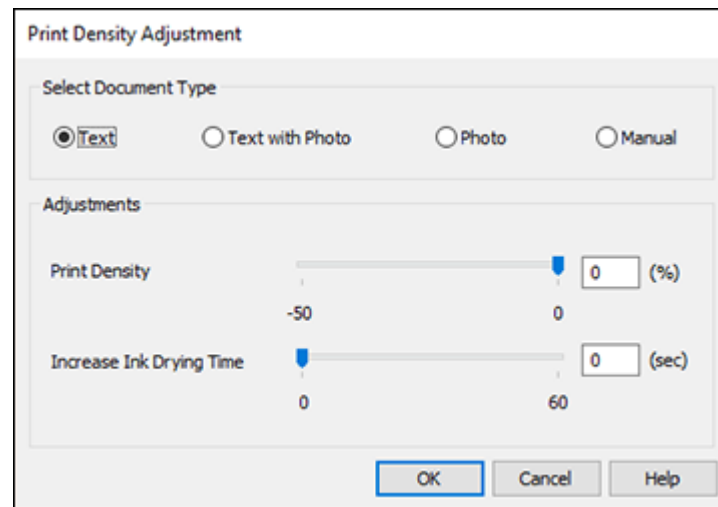 Print Density Adjustment
Select Document Type
Text Text with Photo Photo Manual
Adjustments
Print Density 0 (%)
-50 0
Increase Ink Drying Time 0 (sec)
0 60
OK Cancel Help